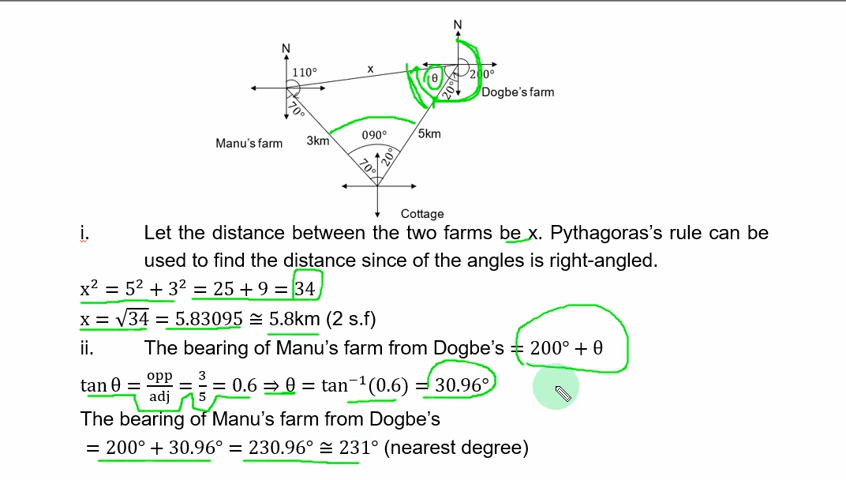 N
N
110°
x
θ
200°
20°
Dogbe's farm
70°
Manu's farm
3km
090°
5km
70°
20°
Cottage
i. Let the distance between the two farms be x. Pythagoras's rule can be
used to find the distance since of the angles is right-angled.
x² = 5² + 3² = 25 + 9 = 34
x = √34 = 5.83095 ≅ 5.8km (2 s.f)
ii. The bearing of Manu's farm from Dogbe's = 200° + θ
tan θ = opp/adj = 3/5 = 0.6 ⇒ θ = tan⁻¹(0.6) = 30.96°
The bearing of Manu's farm from Dogbe's
= 200° + 30.96° = 230.96° ≅ 231° (nearest degree)